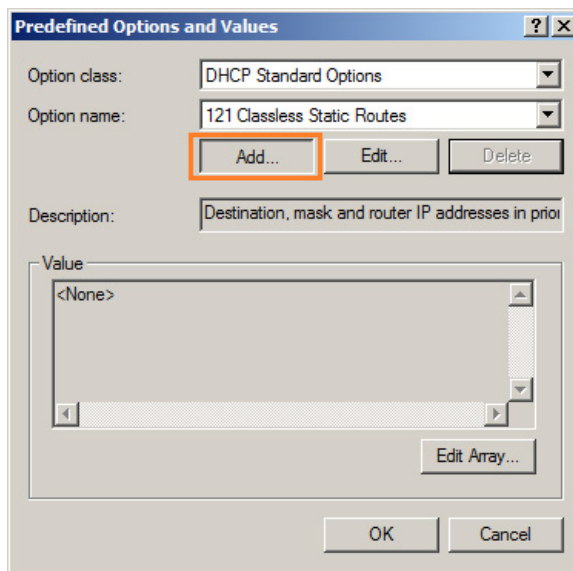 Predefined Options and Values
Option class: DHCP Standard Options
Option name: 121 Classless Static Routes
Add... Edit... Delete
Description: Destination, mask and router IP addresses in prior
Value
<None>
Edit Array...
OK Cancel